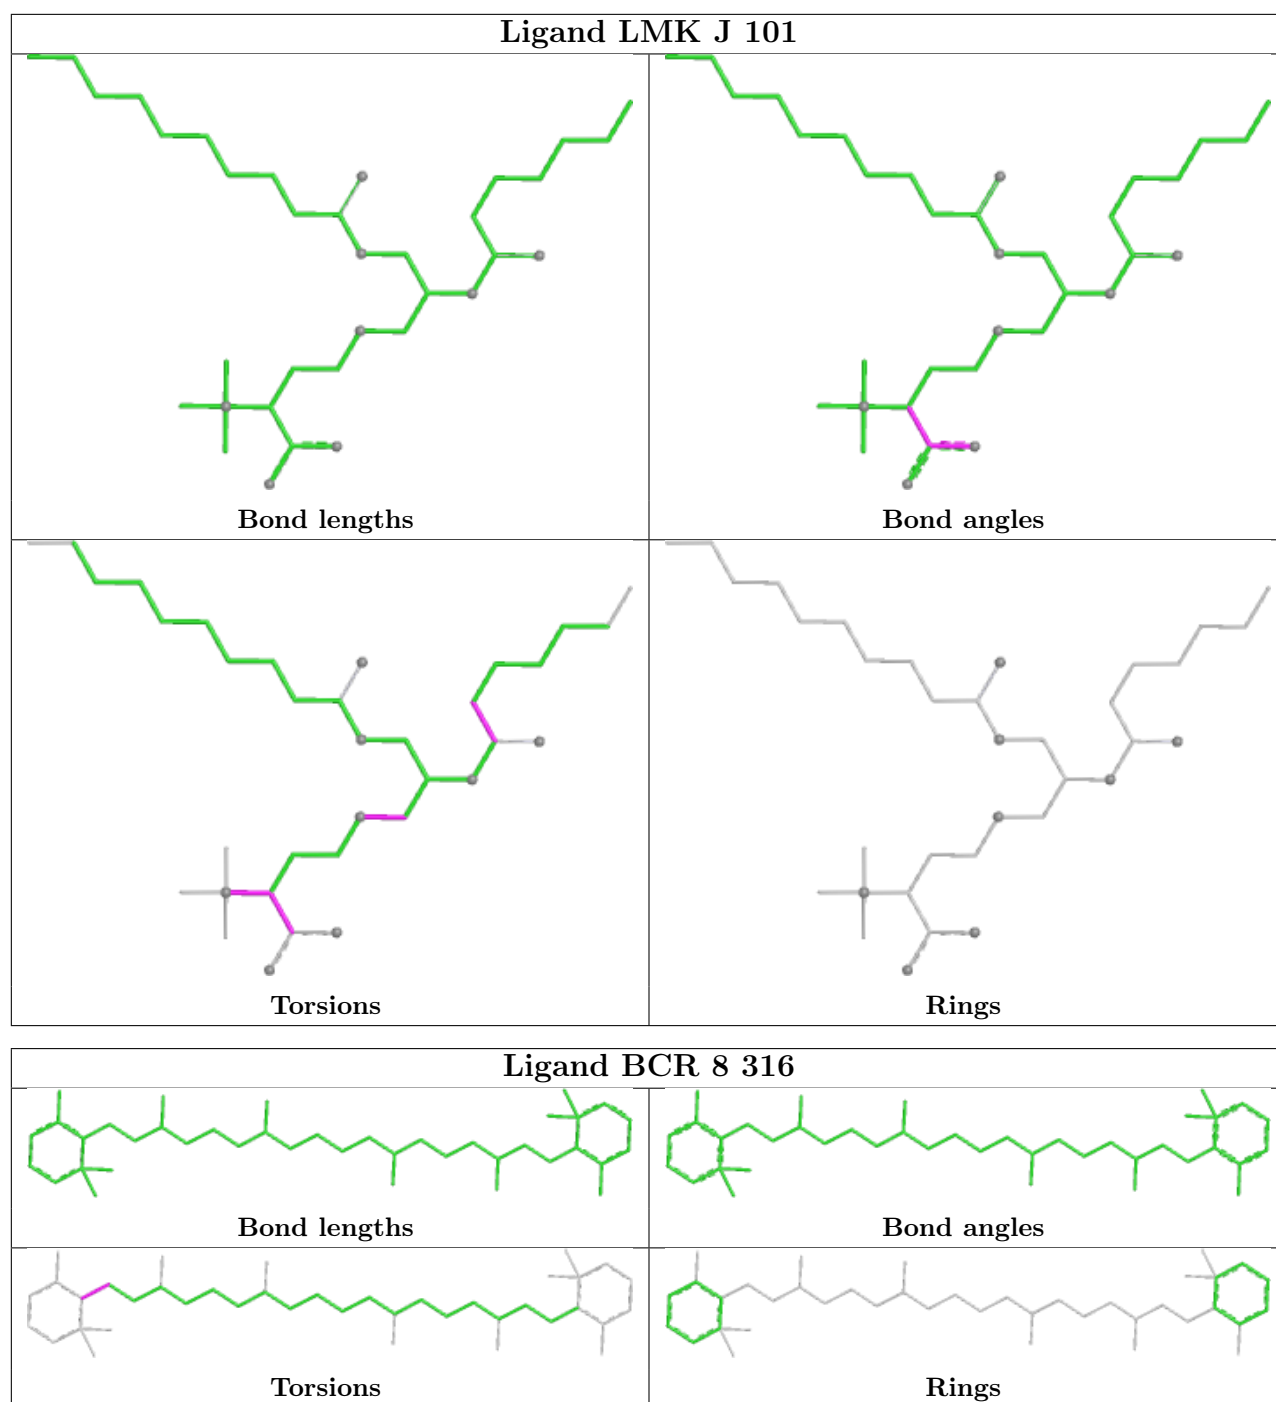 Ligand LMK J 101
Bond lengths
Bond angles
Torsions
Rings
Ligand BCR 8 316
Bond lengths
Bond angles
Torsions
Rings